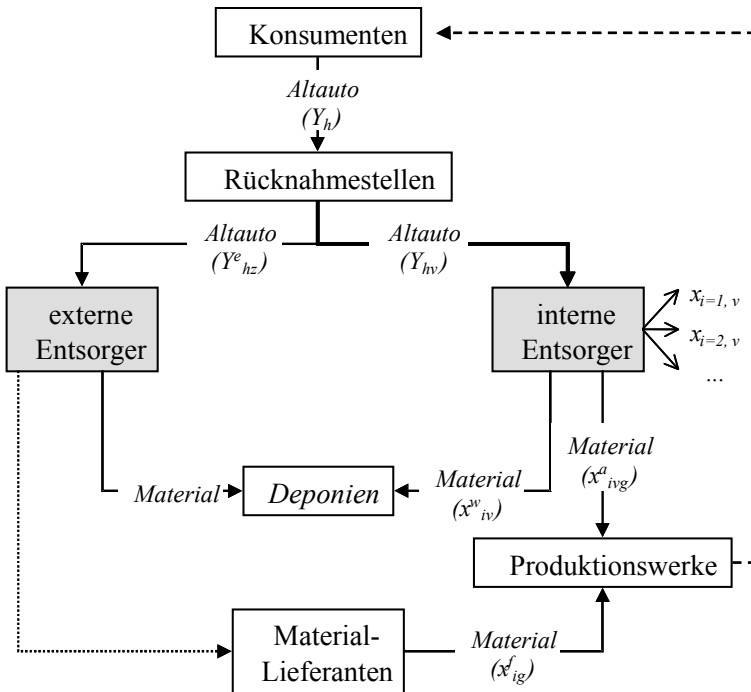 Konsumenten
Altauto
(Y_h)
Rücknahmestellen
Altauto
(Y^e_hz)
Altauto
(Y_hv)
externe
Entsorger
interne
Entsorger
x_i=1, v
x_i=2, v
...
Material
(x^a_ivg)
Material
Deponien
Material
(x^w_iv)
Produktionswerke
Material-
Lieferanten
Material
(x^f_ig)